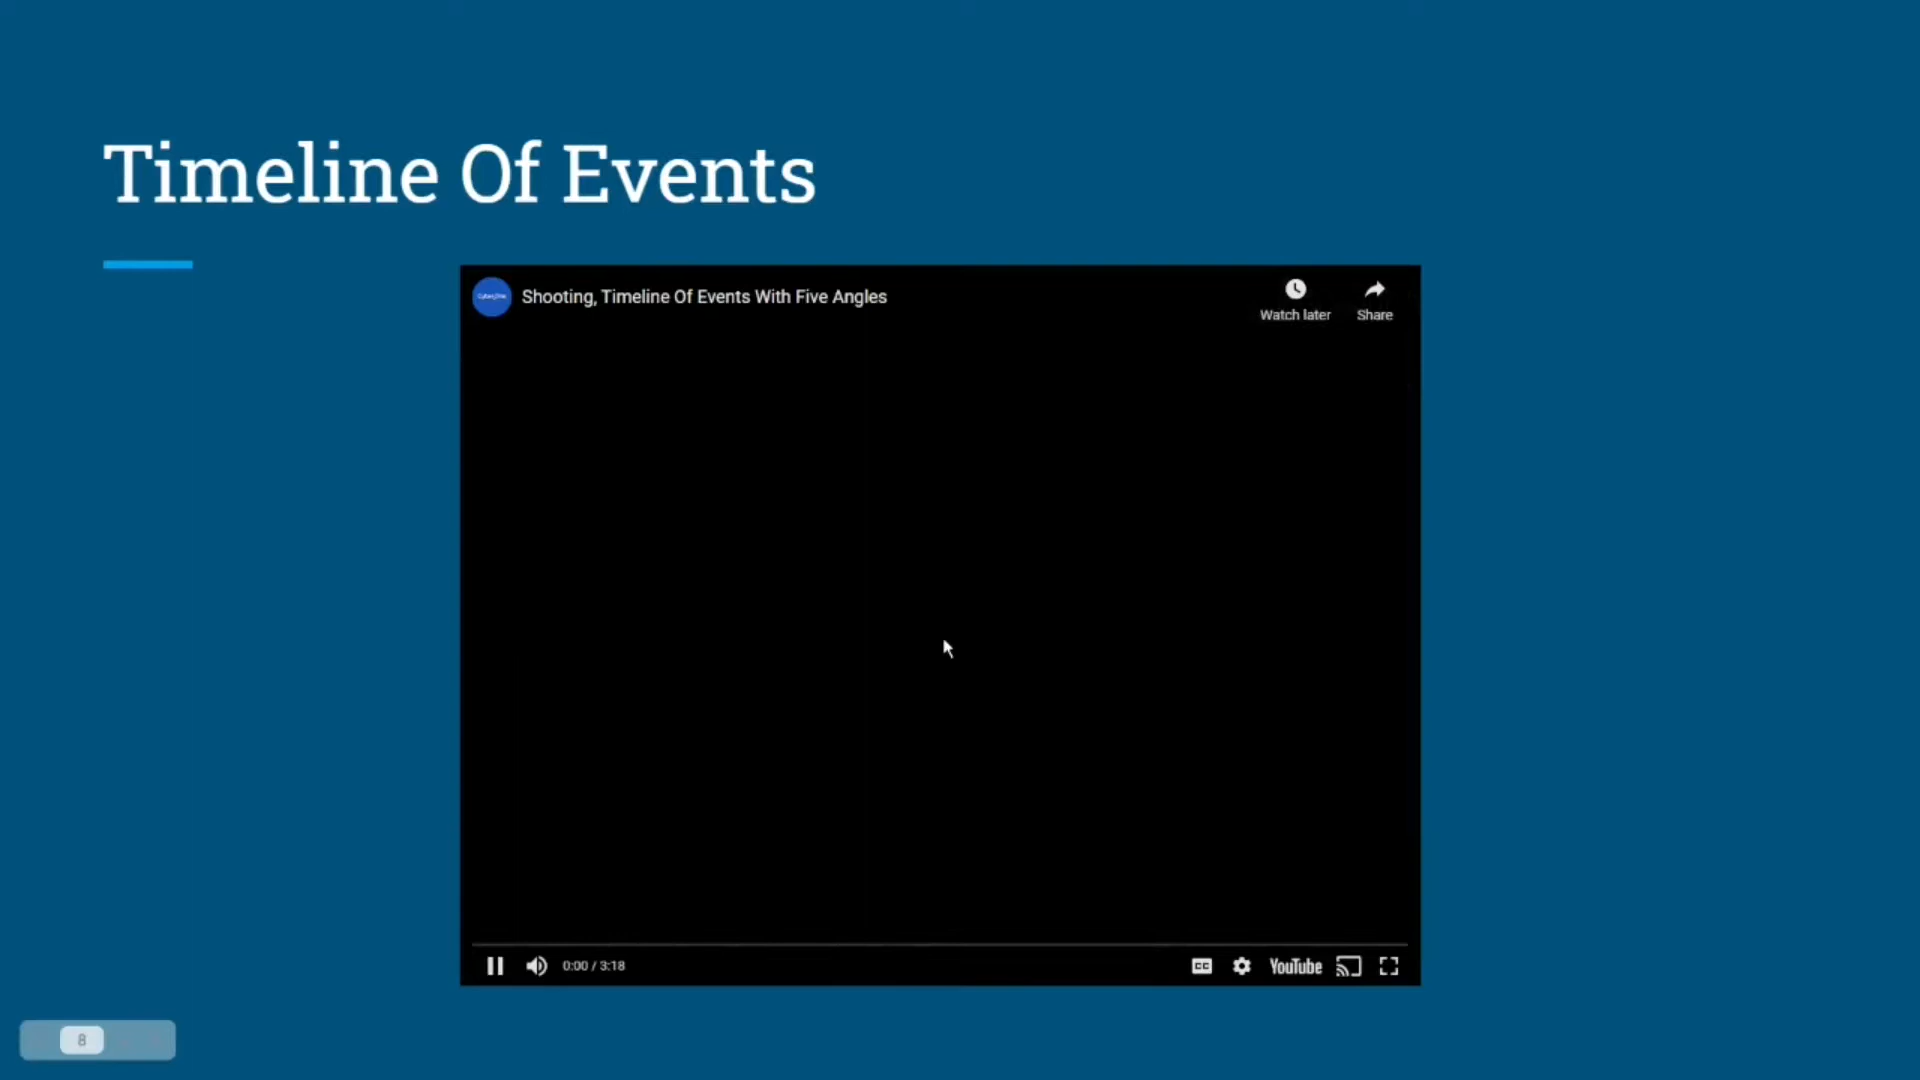 Timeline Of Events
Shooting, Timeline Of Events With Five Angles
Watch later
Share
0:00 / 3:18
CC
YouTube
8